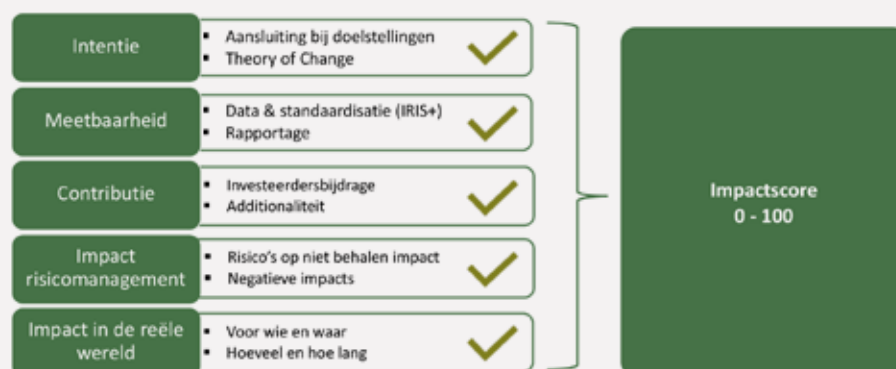 Intentie
▪ Aansluiting bij doelstellingen
▪ Theory of Change
Meetbaarheid
▪ Data & standaardisatie (IRIS+)
▪ Rapportage
Contributie
▪ Investeerdersbijdrage
▪ Additionaliteit
Impact
risicomanagement
▪ Risico's op niet behalen impact
▪ Negatieve impacts
Impact in de reële
wereld
▪ Voor wie en waar
▪ Hoeveel en hoe lang
Impactscore
0 - 100